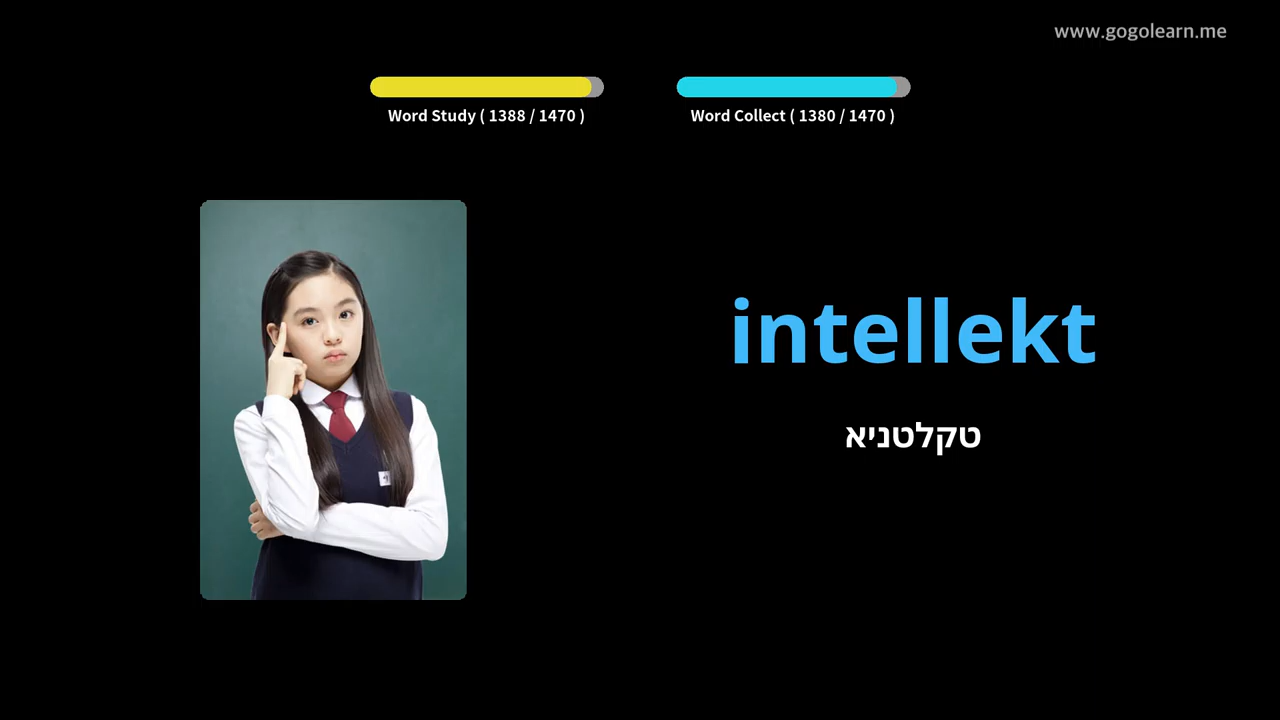 www.gogolearn.me
Word Study ( 1388 / 1470 )
Word Collect ( 1380 / 1470 )
intellekt
טקלטניא